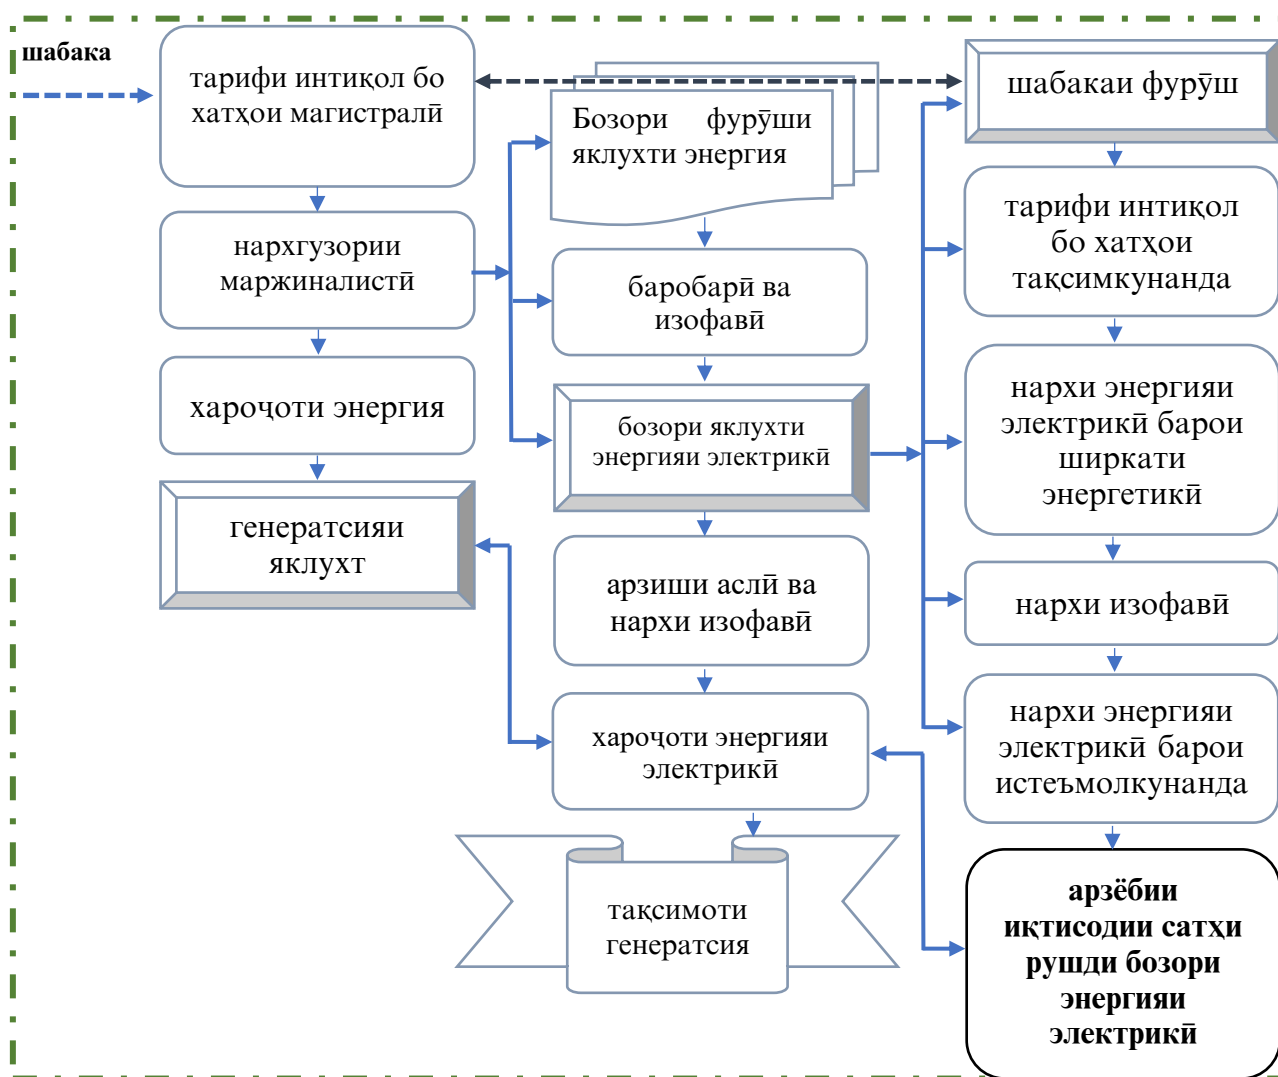 шабака
тарифи интиқол бо
хатҳои магистралӣ
нархгузории
маржиналистӣ
хароҷоти энергия
генератсияи
яклухт
Бозори фурӯши
яклухти энергия
баробарӣ ва
изофавӣ
бозори яклухти
энергияи электрикӣ
арзиши аслӣ ва
нархи изофавӣ
хароҷоти энергияи
электрикӣ
тақсимоти
генератсия
шабакаи фурӯш
тарифи интиқол
бо хатҳои
тақсимкунанда
нархи энергияи
электрикӣ барои
ширкати
энергетикӣ
нархи изофавӣ
нархи энергияи
электрикӣ барои
истеъмолкунанда
арзёбии
иқтисодии сатҳи
рушди бозори
энергияи
электрикӣ